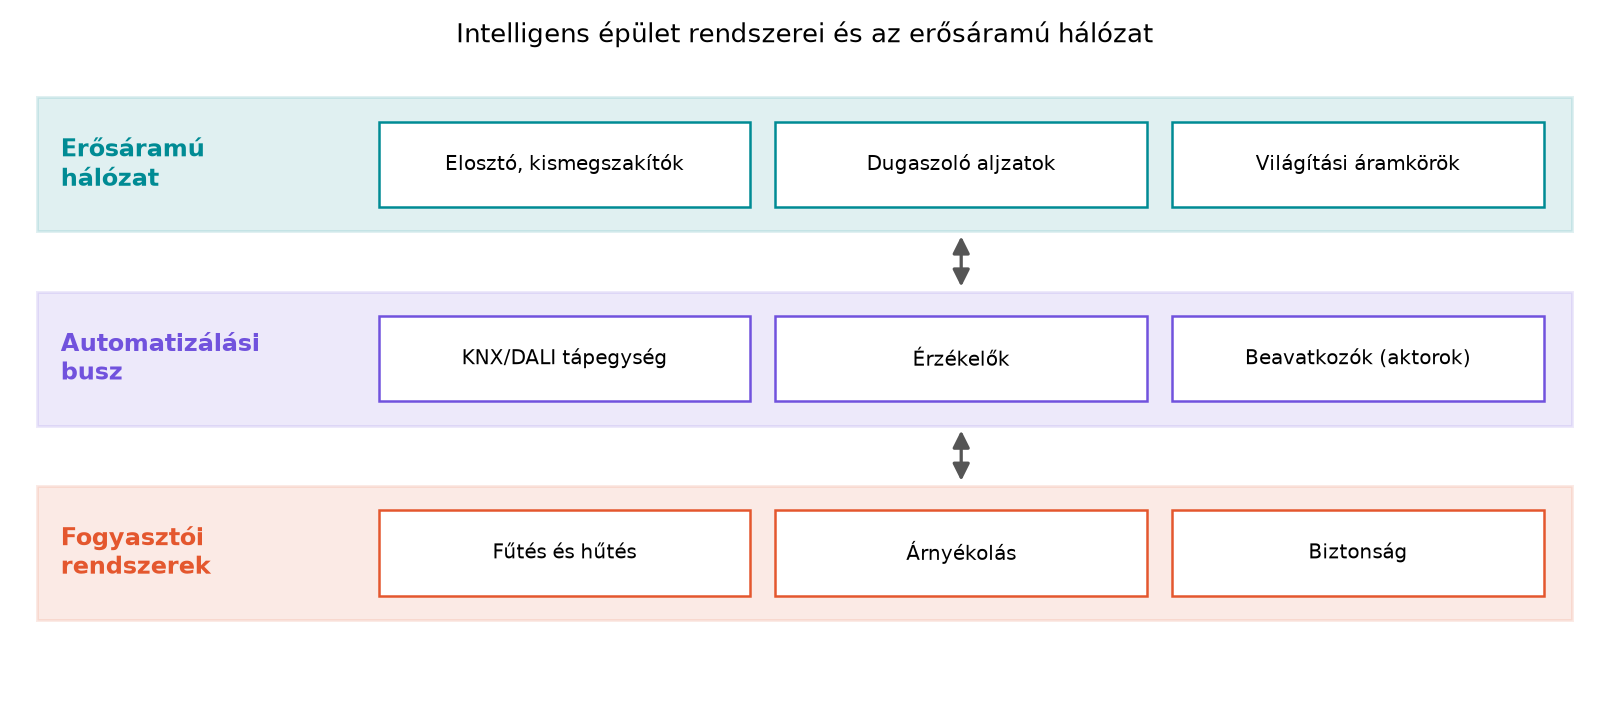 Intelligens épület rendszerei és az erősáramú hálózat
Erősáramú
hálózat
Elosztó, kismegszakítók
Dugaszoló aljzatok
Világítási áramkörök
Automatizálási
busz
KNX/DALI tápegység
Érzékelők
Beavatkozók (aktorok)
Fogyasztói
rendszerek
Fűtés és hűtés
Árnyékolás
Biztonság